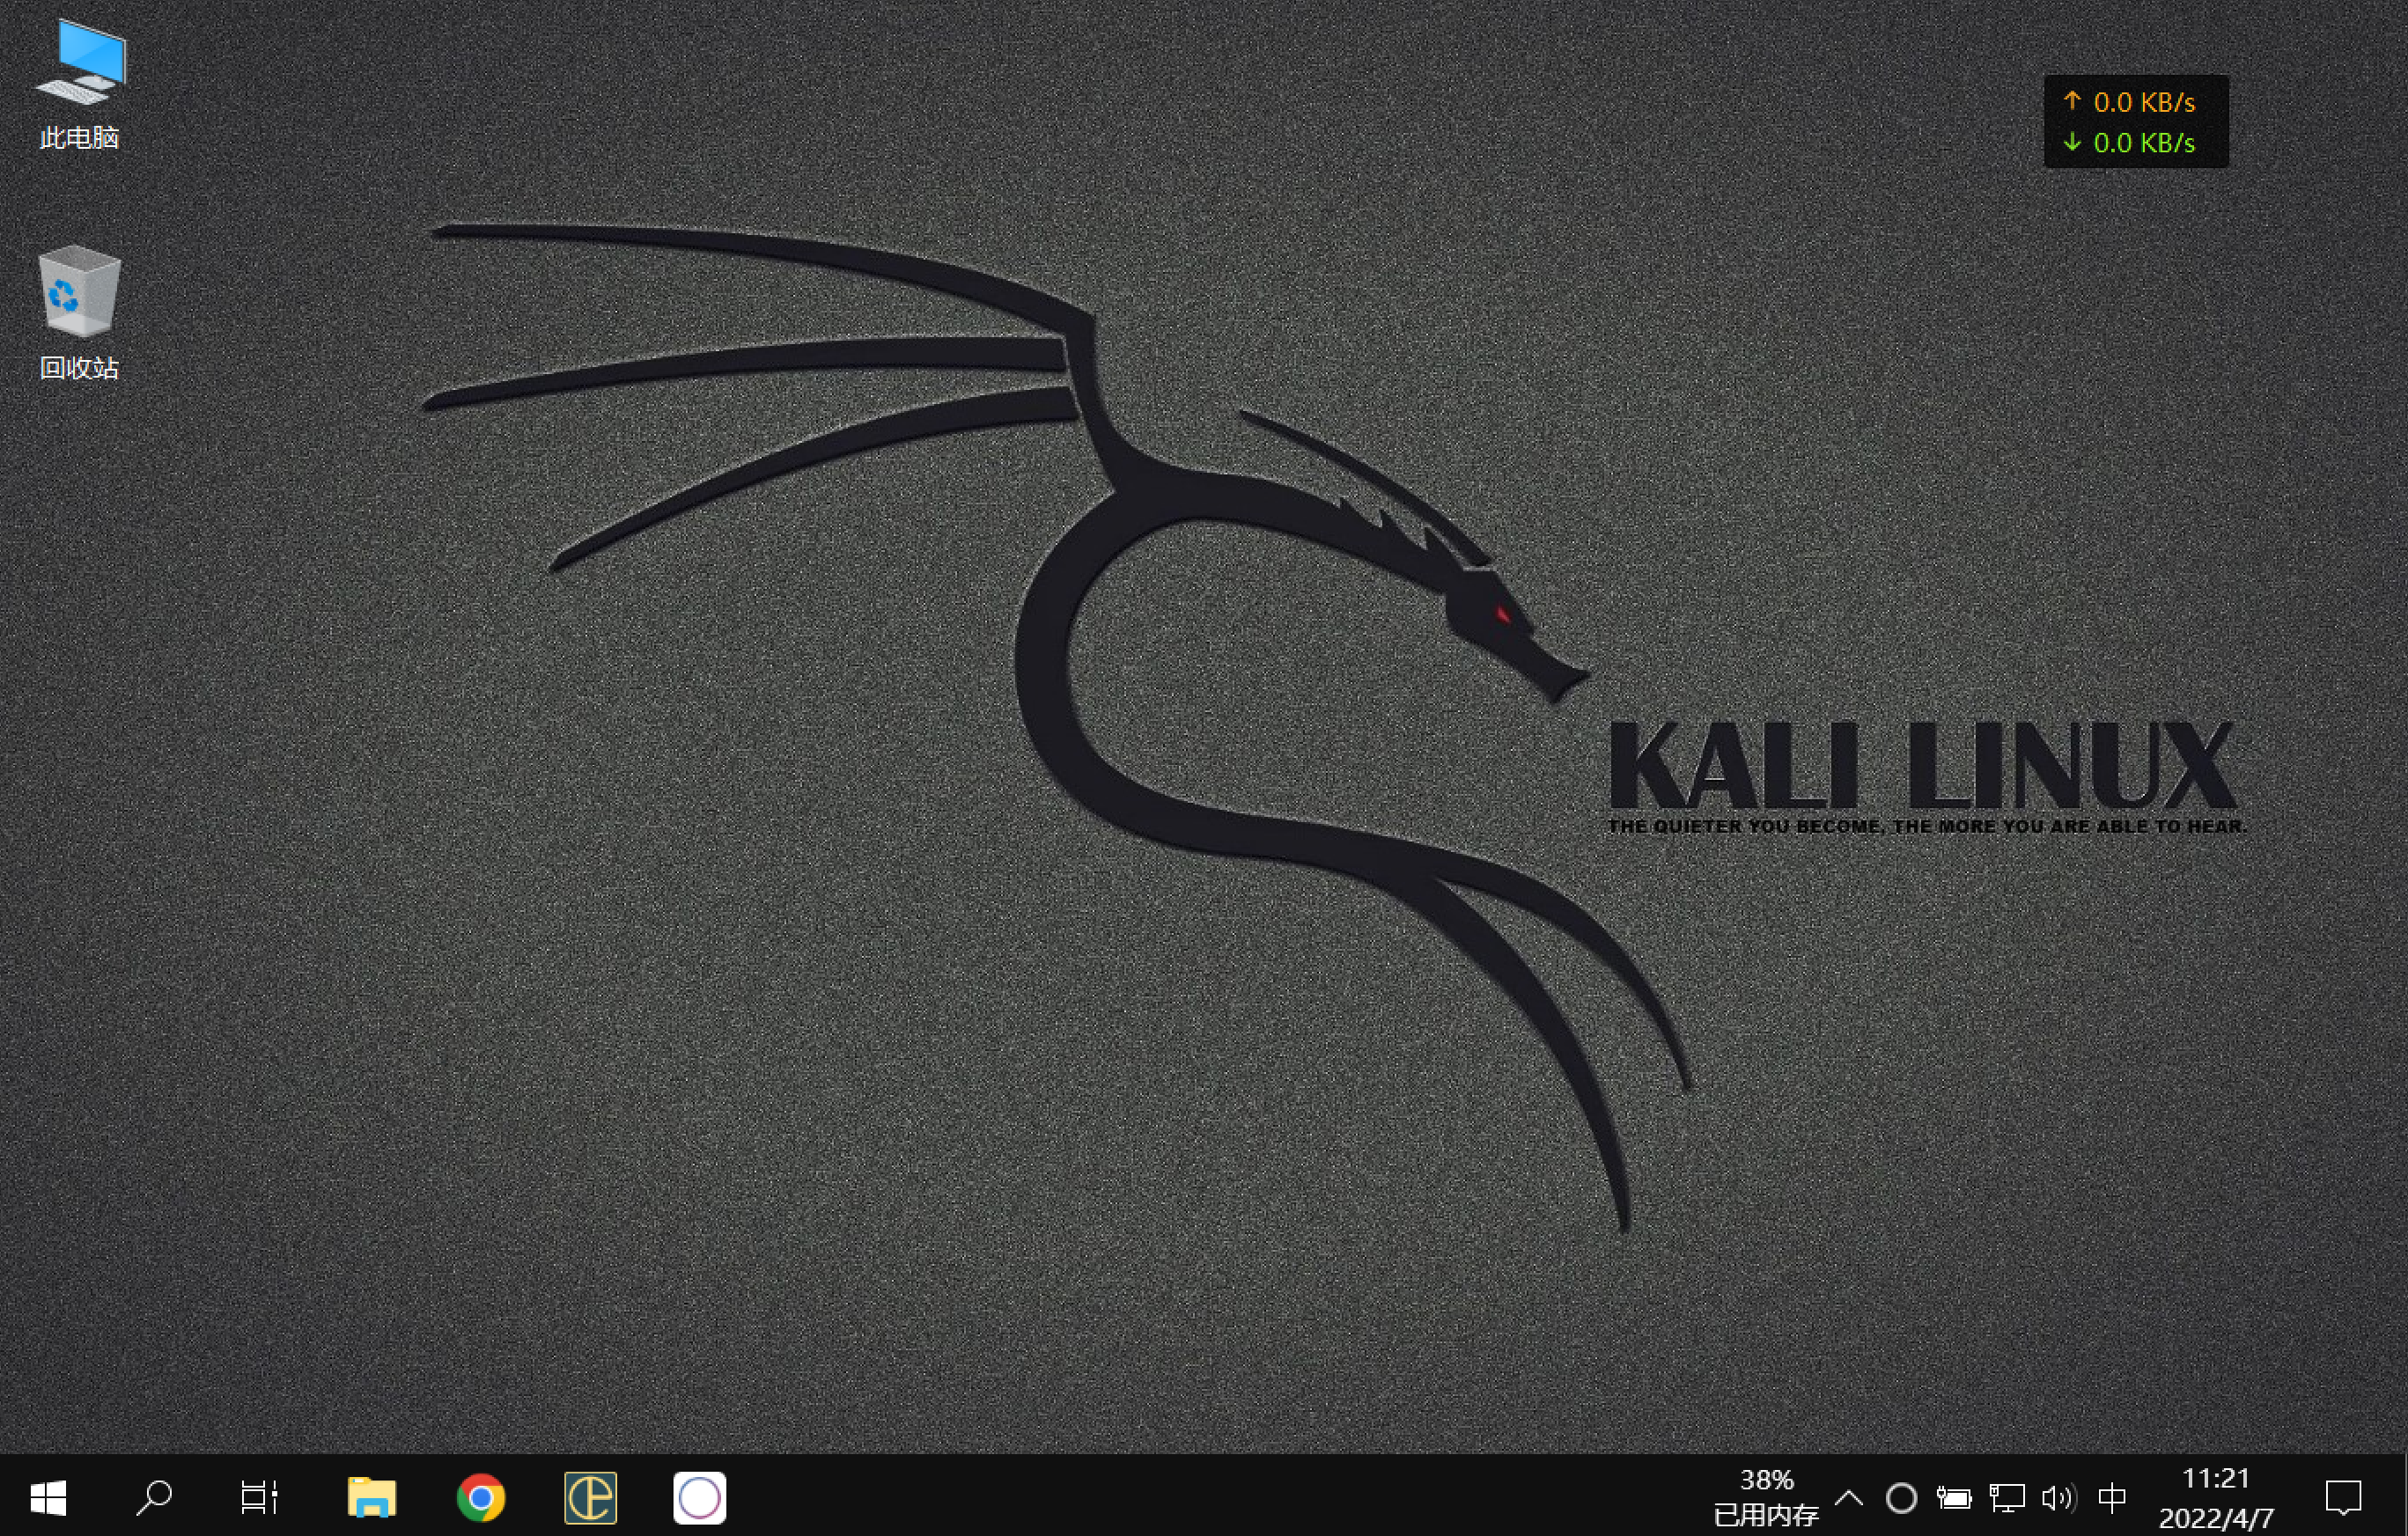 此电脑
↑ 0.0 KB/s
↓ 0.0 KB/s
回收站
KALI LINUX
THE QUIETER YOU BECOME, THE MORE YOU ARE ABLE TO HEAR.
38%
已用内存
中
11:21
2022/4/7